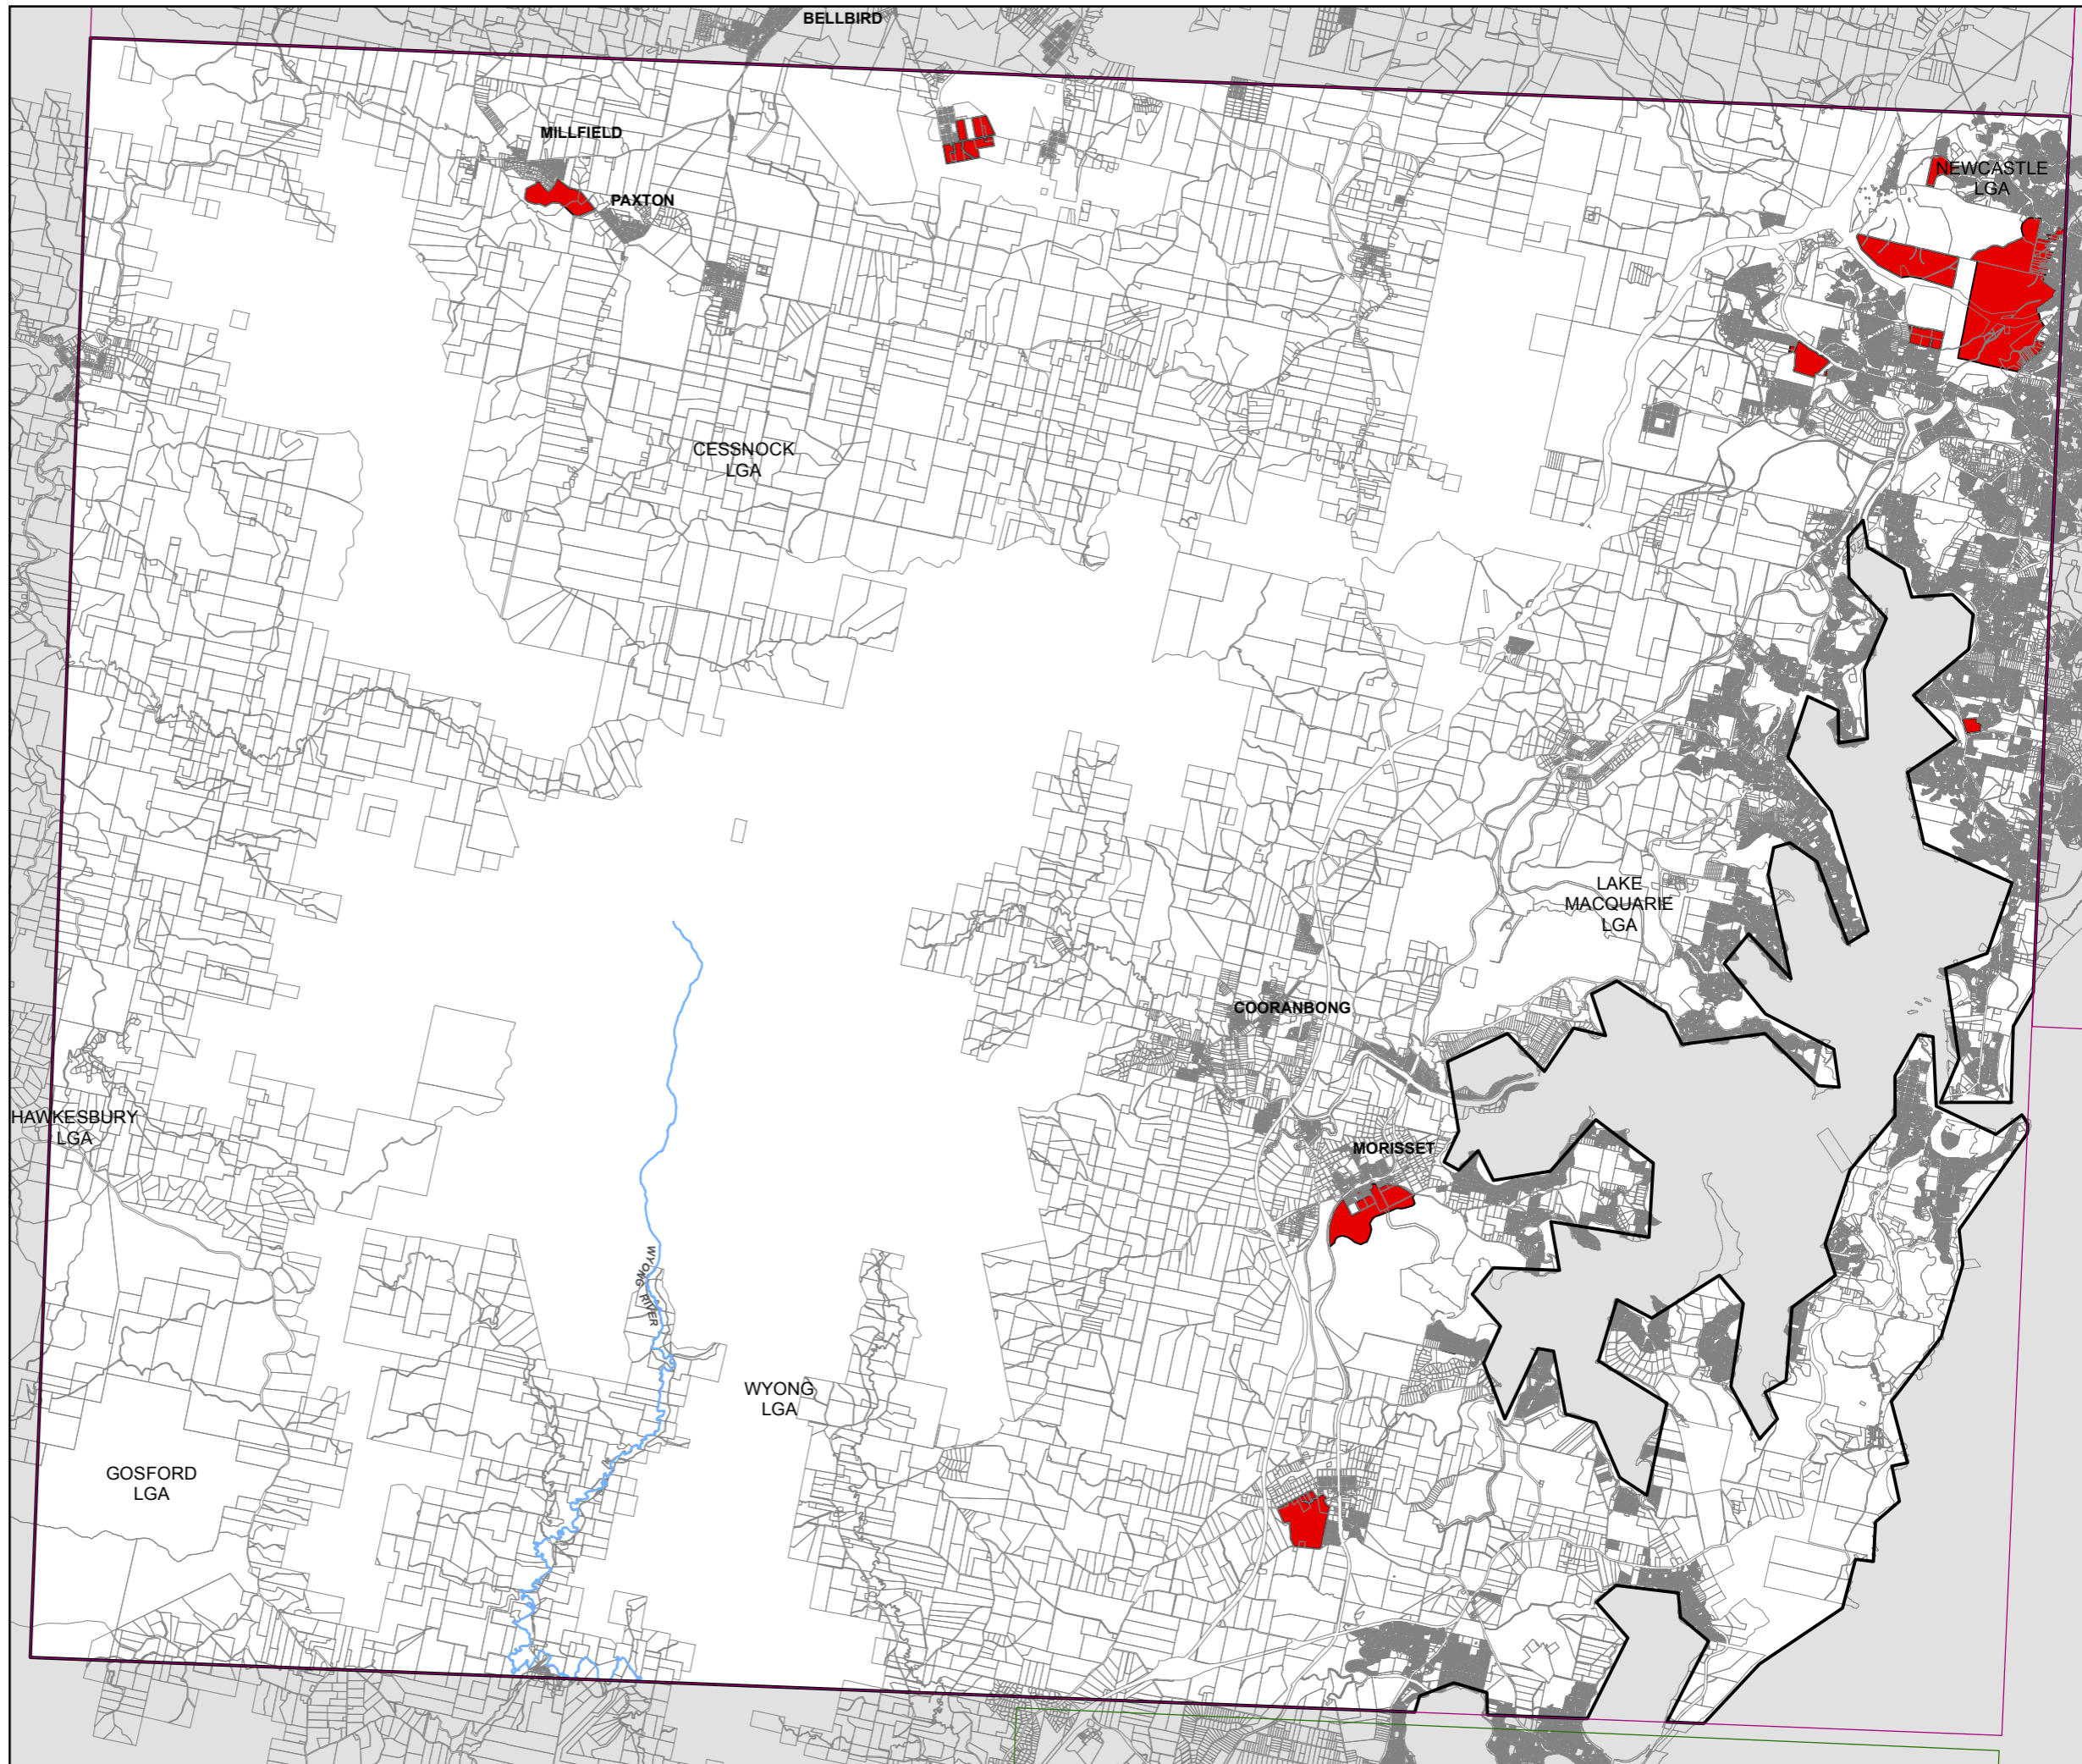 BELLBIRD
MILLFIELD
NEWCASTLE
LGA
PAXTON
CESSNOCK
LGA
LAKE
MACQUARIE
LGA
COORANBONG
HAWKESBURY
LGA
MORISSET
WYONG RIVER
WYONG
LGA
GOSFORD
LGA